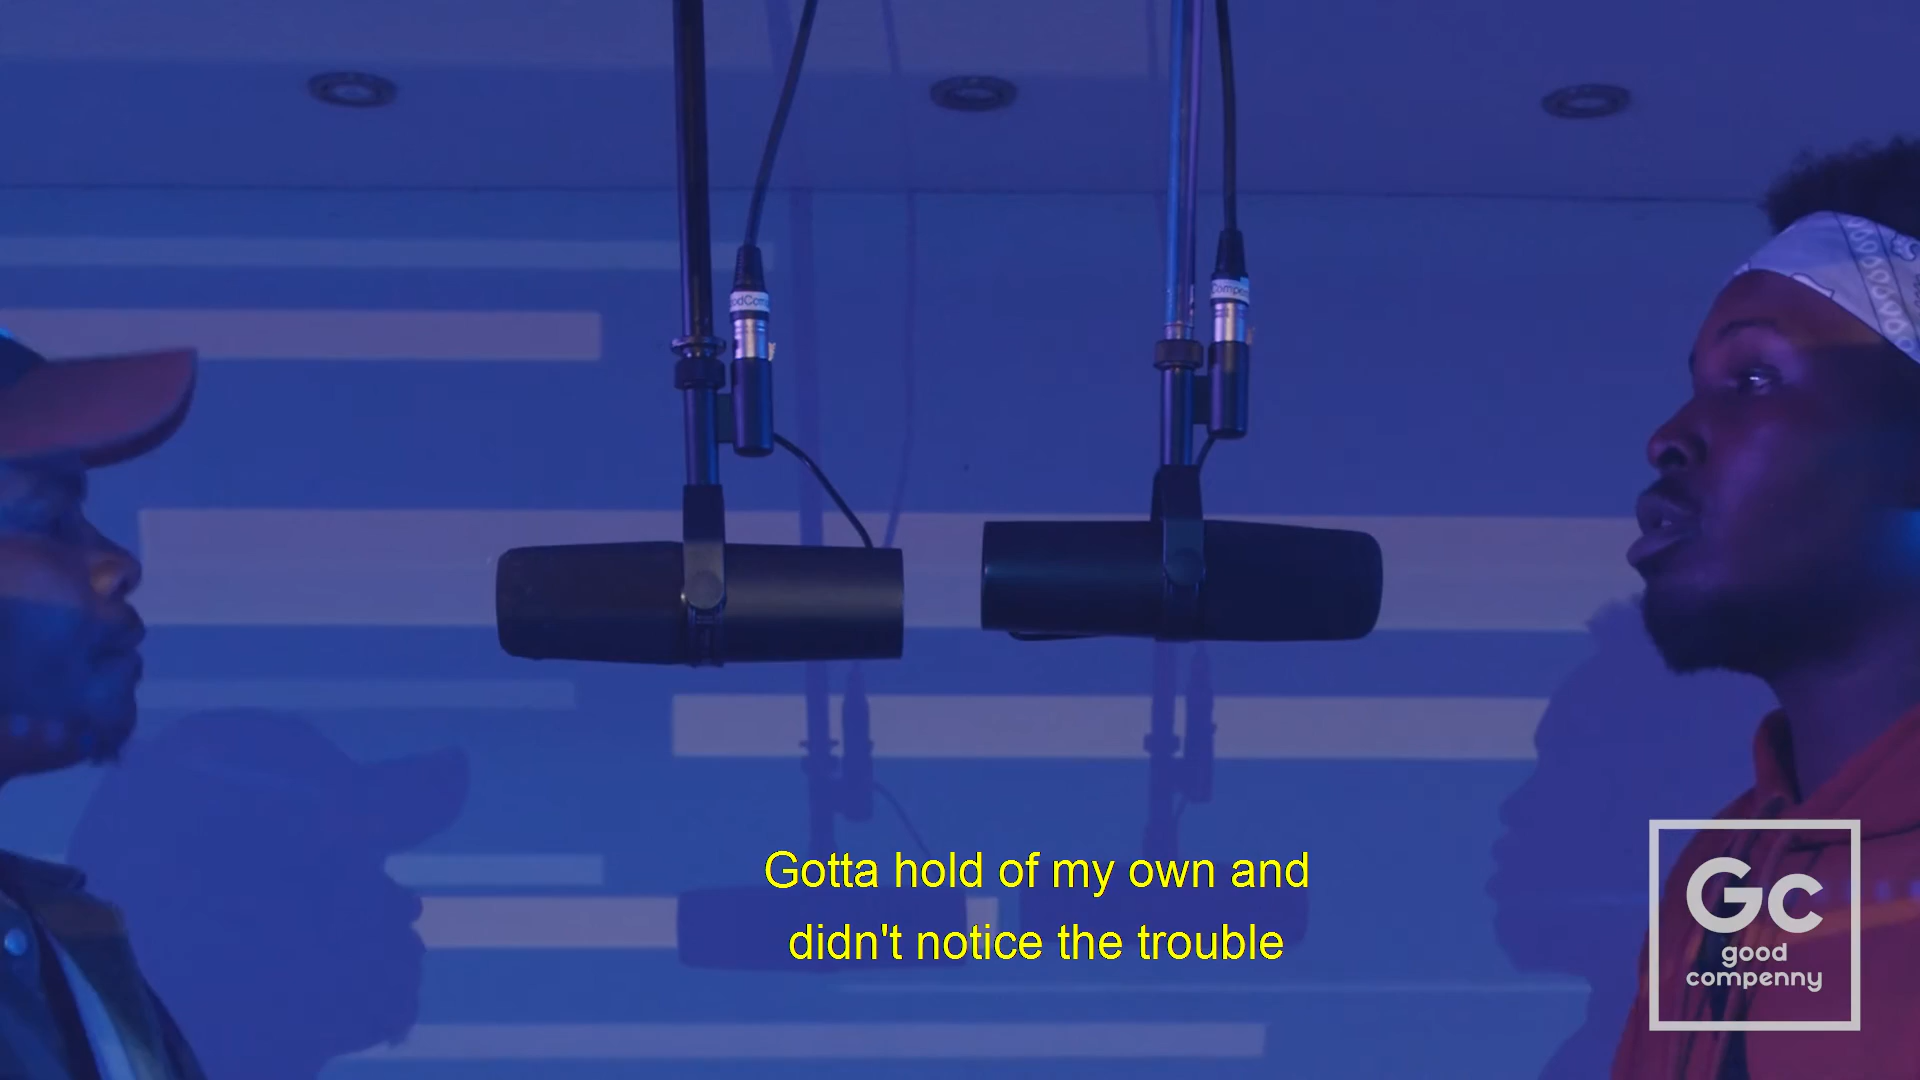 Gotta hold of my own and
didn't notice the trouble
Gc
good
compenny